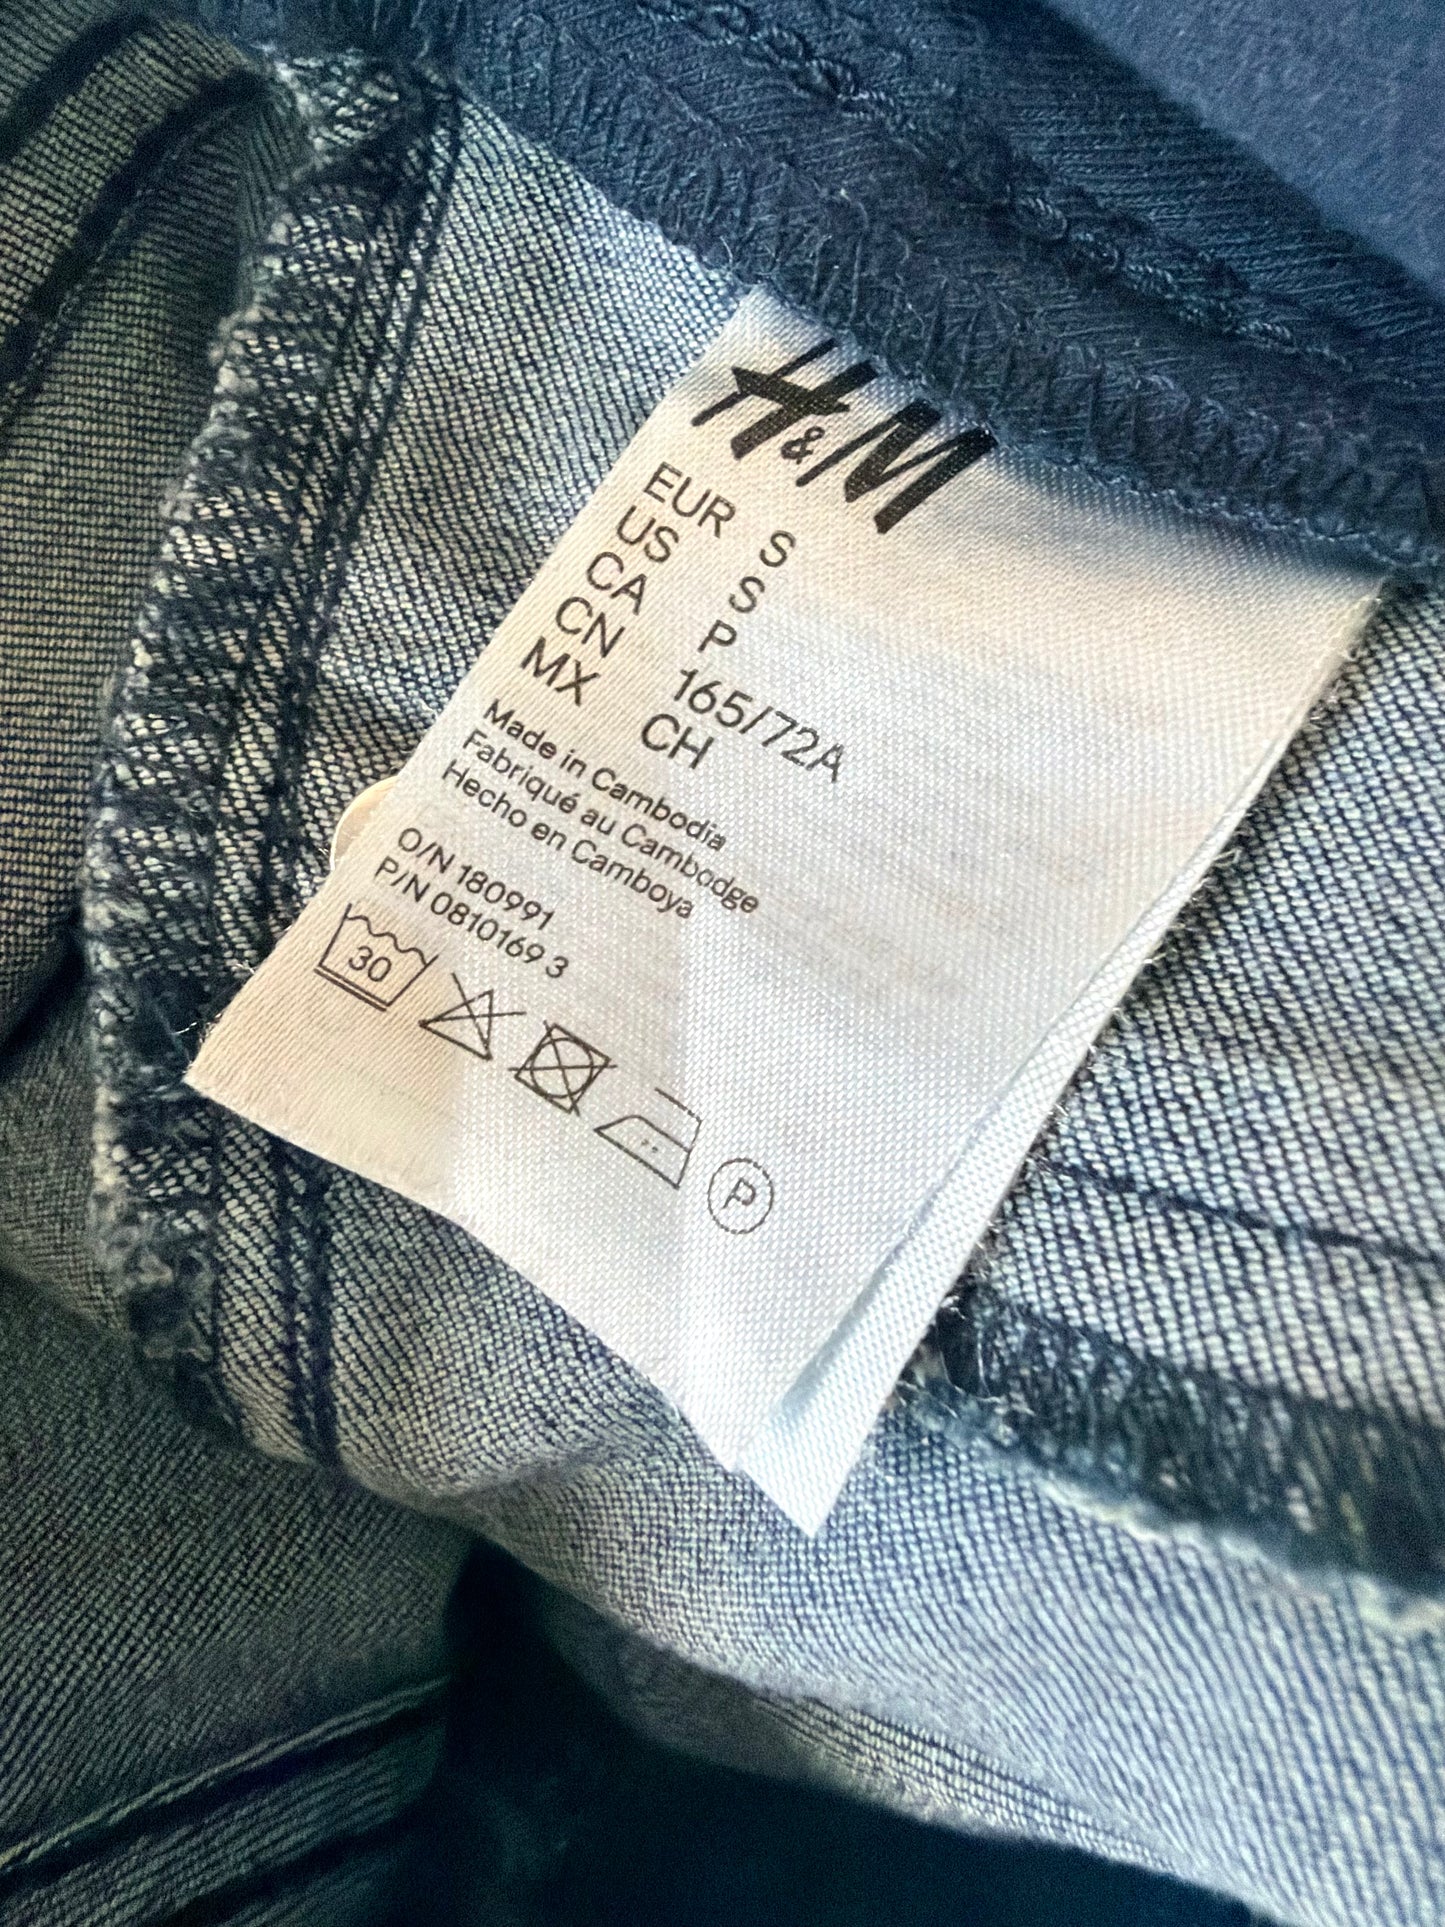 H&M
EUR S
US S
CA P
CN 165/72A
MX CH
Made in Cambodia
Fabriqué au Cambodge
Hecho en Camboya
O/N 180991
P/N 0810169 3
30
P